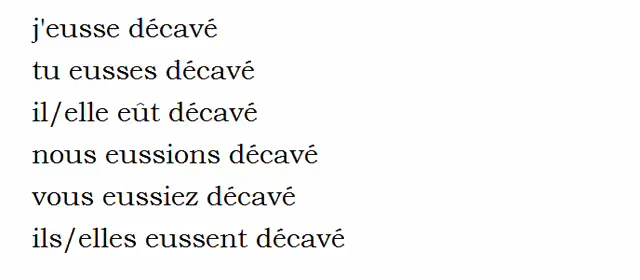 j'eusse décavé
tu eusses décavé
il/elle eût décavé
nous eussions décavé
vous eussiez décavé
ils/elles eussent décavé